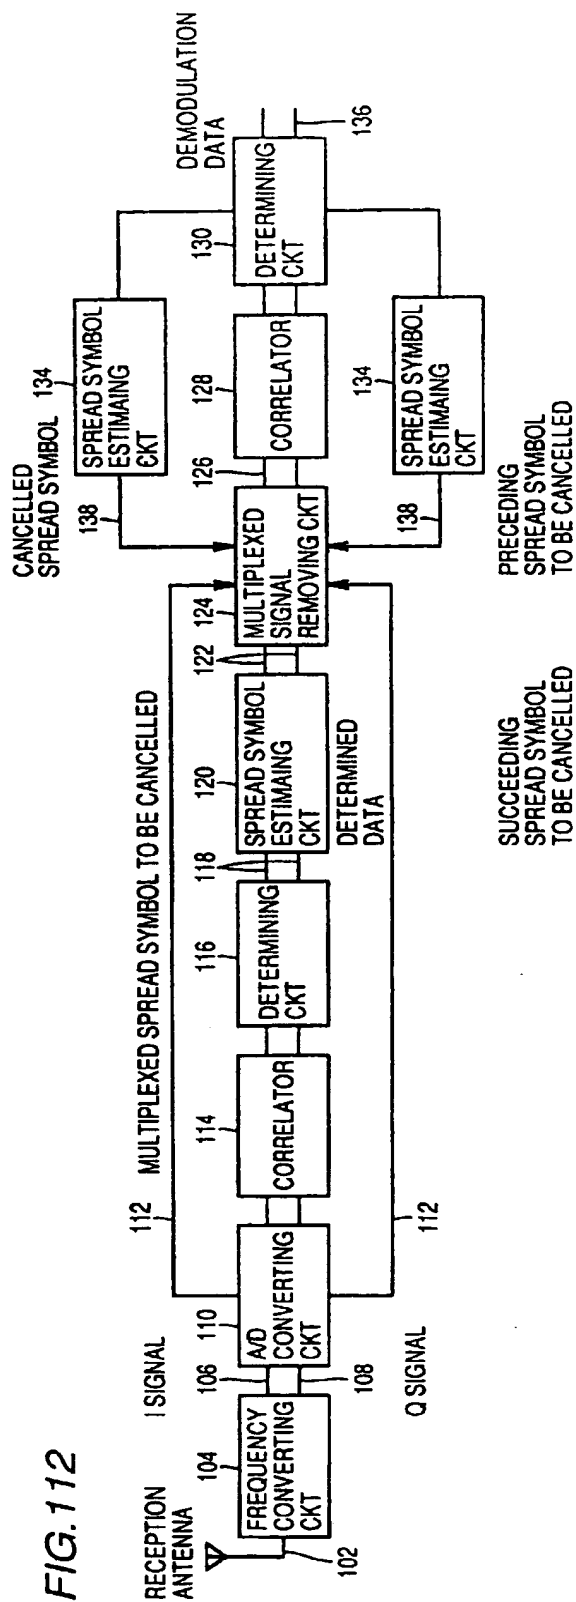 FIG.112
RECEPTION
ANTENNA
102
104
FREQUENCY
CONVERTING
CKT
I SIGNAL
106
108
Q SIGNAL
110
A/D
CONVERTING
CKT
112
112
MULTIPLEXED SPREAD SYMBOL TO BE CANCELLED
114
CORRELATOR
116
DETERMINING
CKT
118
120
SPREAD SYMBOL
ESTIMAING
CKT
DETERMINED
DATA
122
124
MULTIPLEXED
SIGNAL
REMOVING CKT
SUCCEEDING
SPREAD SYMBOL
TO BE CANCELLED
CANCELLED
SPREAD SYMBOL
138
134
SPREAD SYMBOL
ESTIMAING
CKT
126
128
CORRELATOR
130
DETERMINING
CKT
DEMODULATION
DATA
136
134
SPREAD SYMBOL
ESTIMAING
CKT
138
PRECEDING
SPREAD SYMBOL
TO BE CANCELLED